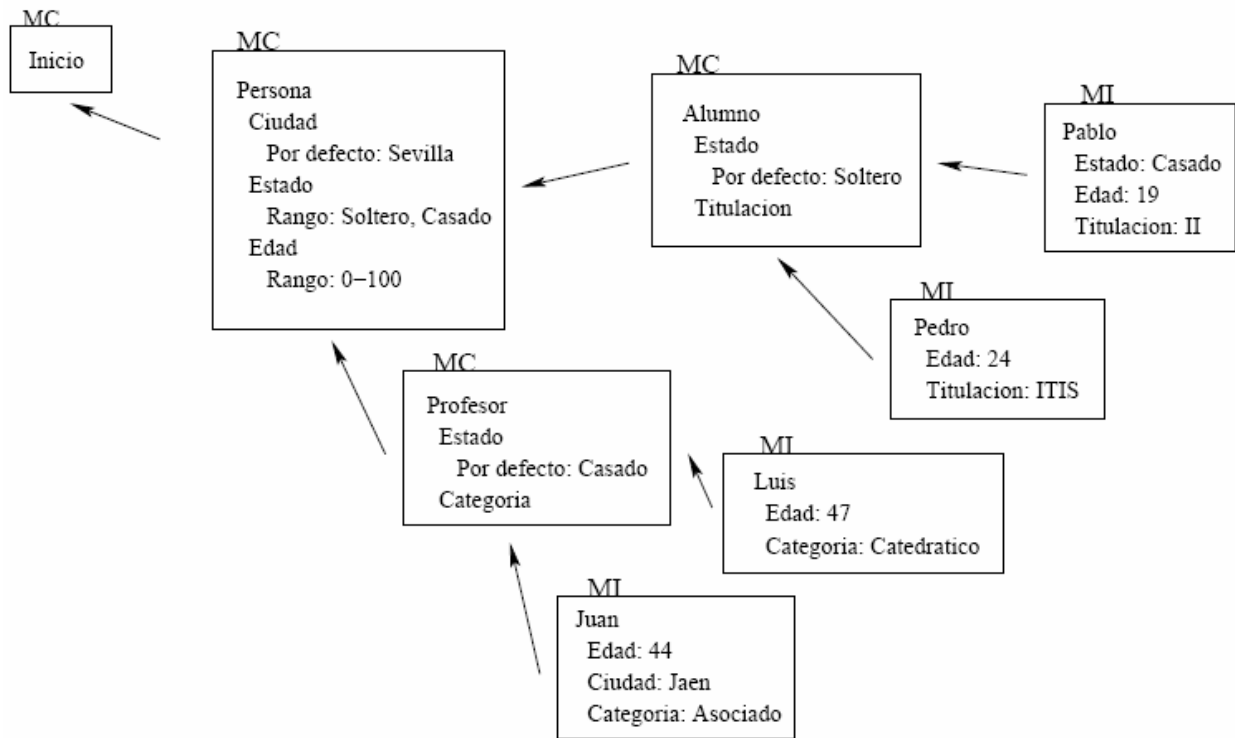 MC
Inicio
MC
Persona
Ciudad
Por defecto: Sevilla
Estado
Rango: Soltero, Casado
Edad
Rango: 0–100
MC
Alumno
Estado
Por defecto: Soltero
Titulacion
MI
Pablo
Estado: Casado
Edad: 19
Titulacion: II
MI
Pedro
Edad: 24
Titulacion: ITIS
MC
Profesor
Estado
Por defecto: Casado
Categoria
MI
Luis
Edad: 47
Categoria: Catedratico
MI
Juan
Edad: 44
Ciudad: Jaen
Categoria: Asociado